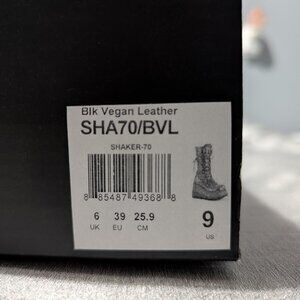 Blk Vegan Leather
SHA70/BVL
SHAKER-70
8 85487 49368 8
6 39 25.9 9
UK EU CM US